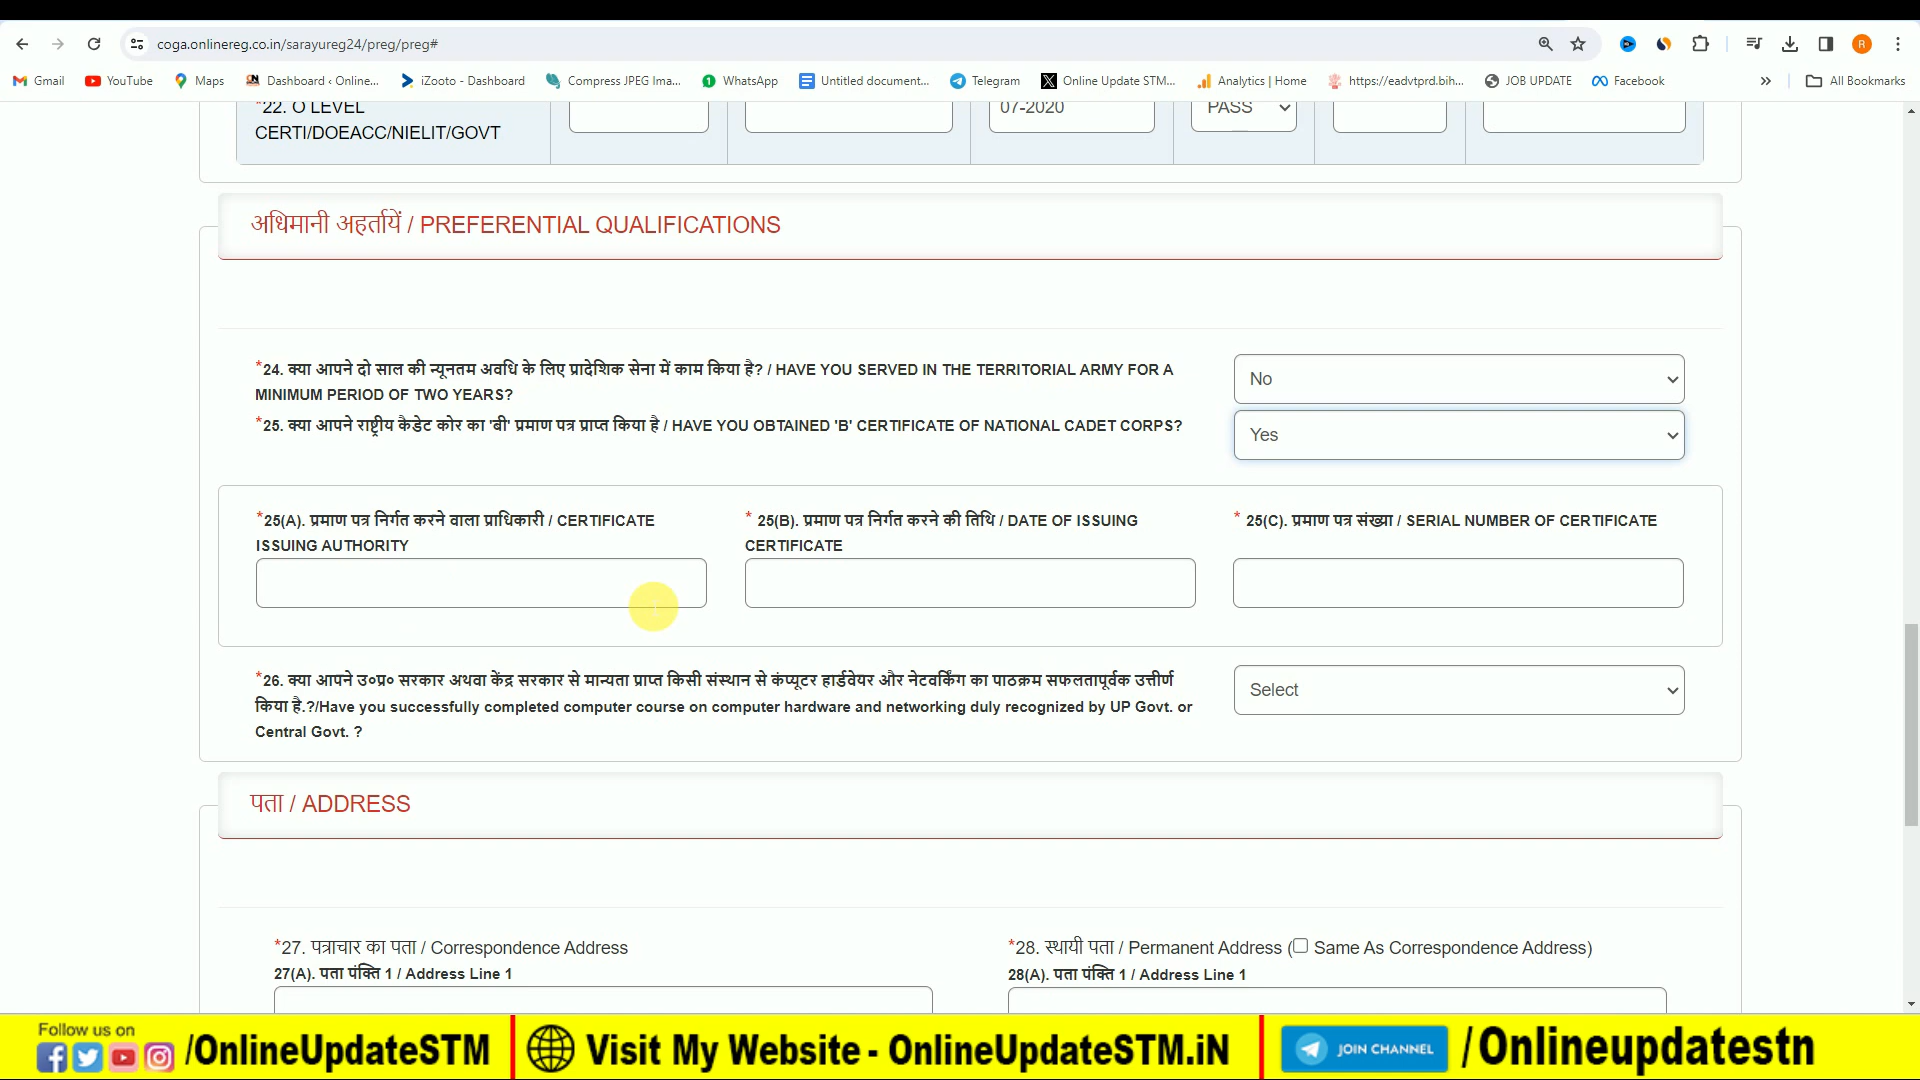 coga.onlinereg.co.in/sarayureg24/preg/preg#
Gmail YouTube Maps Dashboard ‹ Online... iZooto - Dashboard Compress JPEG Ima... WhatsApp Untitled document... Telegram Online Update STM... Analytics | Home https://eadvtprd.bih... JOB UPDATE Facebook » All Bookmarks
*22. O LEVEL 07-2020 PASS
CERTI/DOEACC/NIELIT/GOVT
अधिमानी अहर्तायें / PREFERENTIAL QUALIFICATIONS
*24. क्या आपने दो साल की न्यूनतम अवधि के लिए प्रादेशिक सेना में काम किया है? / HAVE YOU SERVED IN THE TERRITORIAL ARMY FOR A
MINIMUM PERIOD OF TWO YEARS?
No
*25. क्या आपने राष्ट्रीय कैडेट कोर का 'बी' प्रमाण पत्र प्राप्त किया है / HAVE YOU OBTAINED 'B' CERTIFICATE OF NATIONAL CADET CORPS?
Yes
*25(A). प्रमाण पत्र निर्गत करने वाला प्राधिकारी / CERTIFICATE
ISSUING AUTHORITY
* 25(B). प्रमाण पत्र निर्गत करने की तिथि / DATE OF ISSUING
CERTIFICATE
* 25(C). प्रमाण पत्र संख्या / SERIAL NUMBER OF CERTIFICATE
*26. क्या आपने उ०प्र० सरकार अथवा केंद्र सरकार से मान्यता प्राप्त किसी संस्थान से कंप्यूटर हार्डवेयर और नेटवर्किंग का पाठक्रम सफलतापूर्वक उत्तीर्ण
किया है.?/Have you successfully completed computer course on computer hardware and networking duly recognized by UP Govt. or
Central Govt. ?
Select
पता / ADDRESS
*27. पत्राचार का पता / Correspondence Address
27(A). पता पंक्ति 1 / Address Line 1
*28. स्थायी पता / Permanent Address ( Same As Correspondence Address)
28(A). पता पंक्ति 1 / Address Line 1
Follow us on
/OnlineUpdateSTM
Visit My Website - OnlineUpdateSTM.iN
JOIN CHANNEL
/Onlineupdatestn